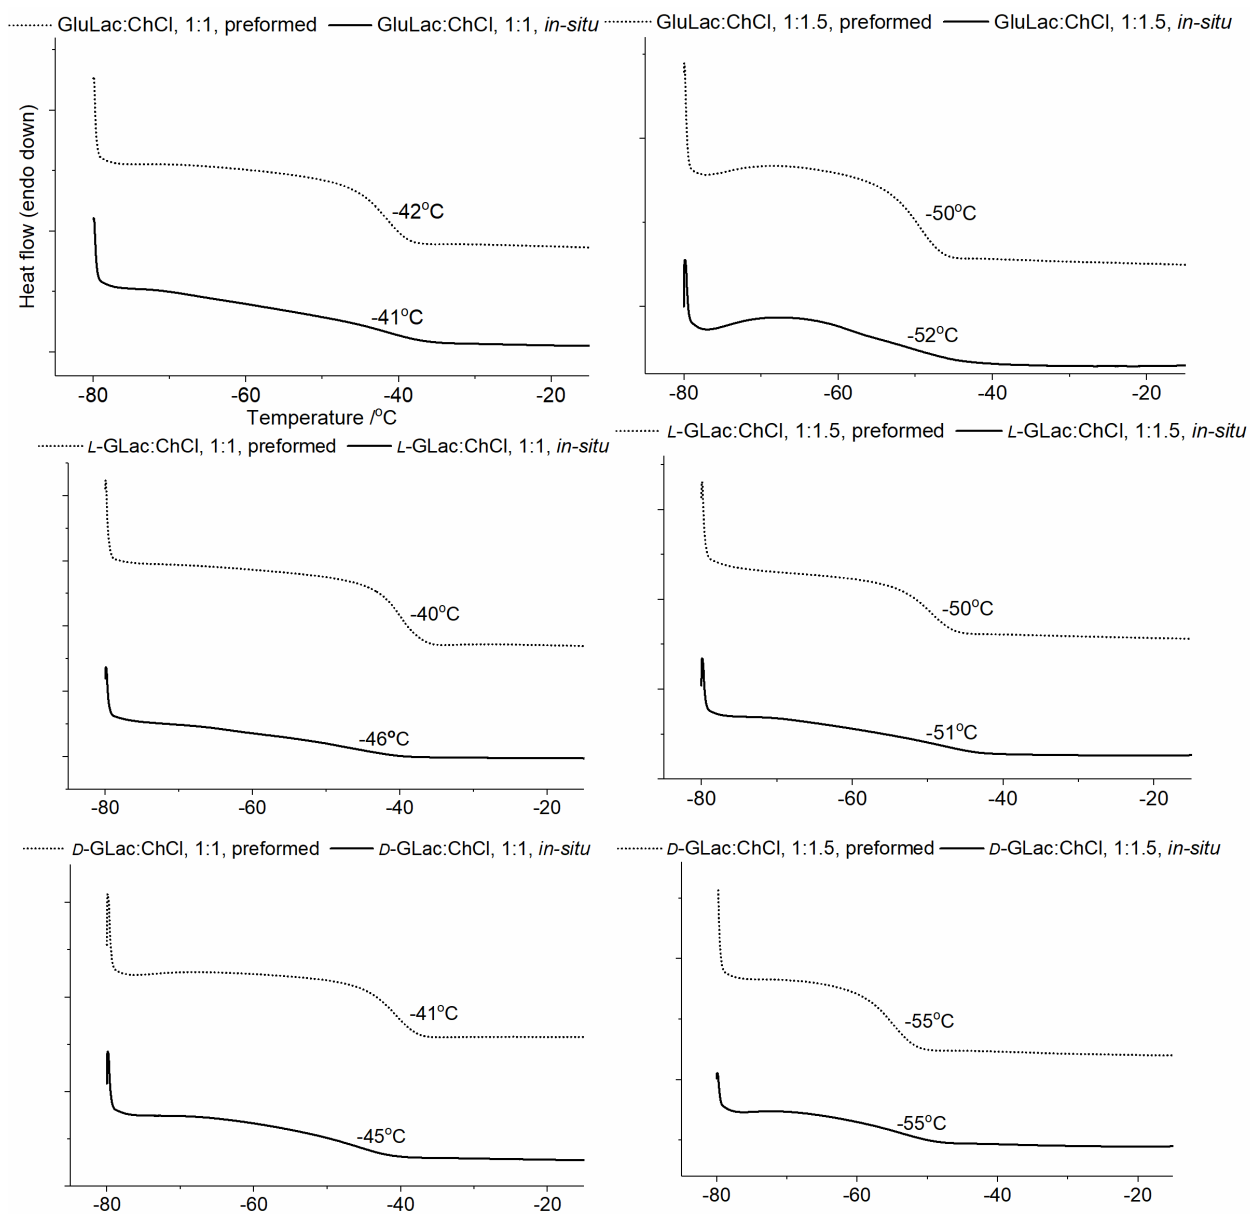 GluLac:ChCl, 1:1, preformed GluLac:ChCl, 1:1, in-situ
Heat flow (endo down)
-42°C
-41°C
-80 -60 -40 -20
Temperature /°C
GluLac:ChCl, 1:1.5, preformed GluLac:ChCl, 1:1.5, in-situ
-50°C
-52°C
-80 -60 -40 -20
L-GLac:ChCl, 1:1, preformed L-GLac:ChCl, 1:1, in-situ
-40°C
-46°C
-80 -60 -40 -20
L-GLac:ChCl, 1:1.5, preformed L-GLac:ChCl, 1:1.5, in-situ
-50°C
-51°C
-80 -60 -40 -20
D-GLac:ChCl, 1:1, preformed D-GLac:ChCl, 1:1, in-situ
-41°C
-45°C
-80 -60 -40 -20
D-GLac:ChCl, 1:1.5, preformed D-GLac:ChCl, 1:1.5, in-situ
-55°C
-55°C
-80 -60 -40 -20